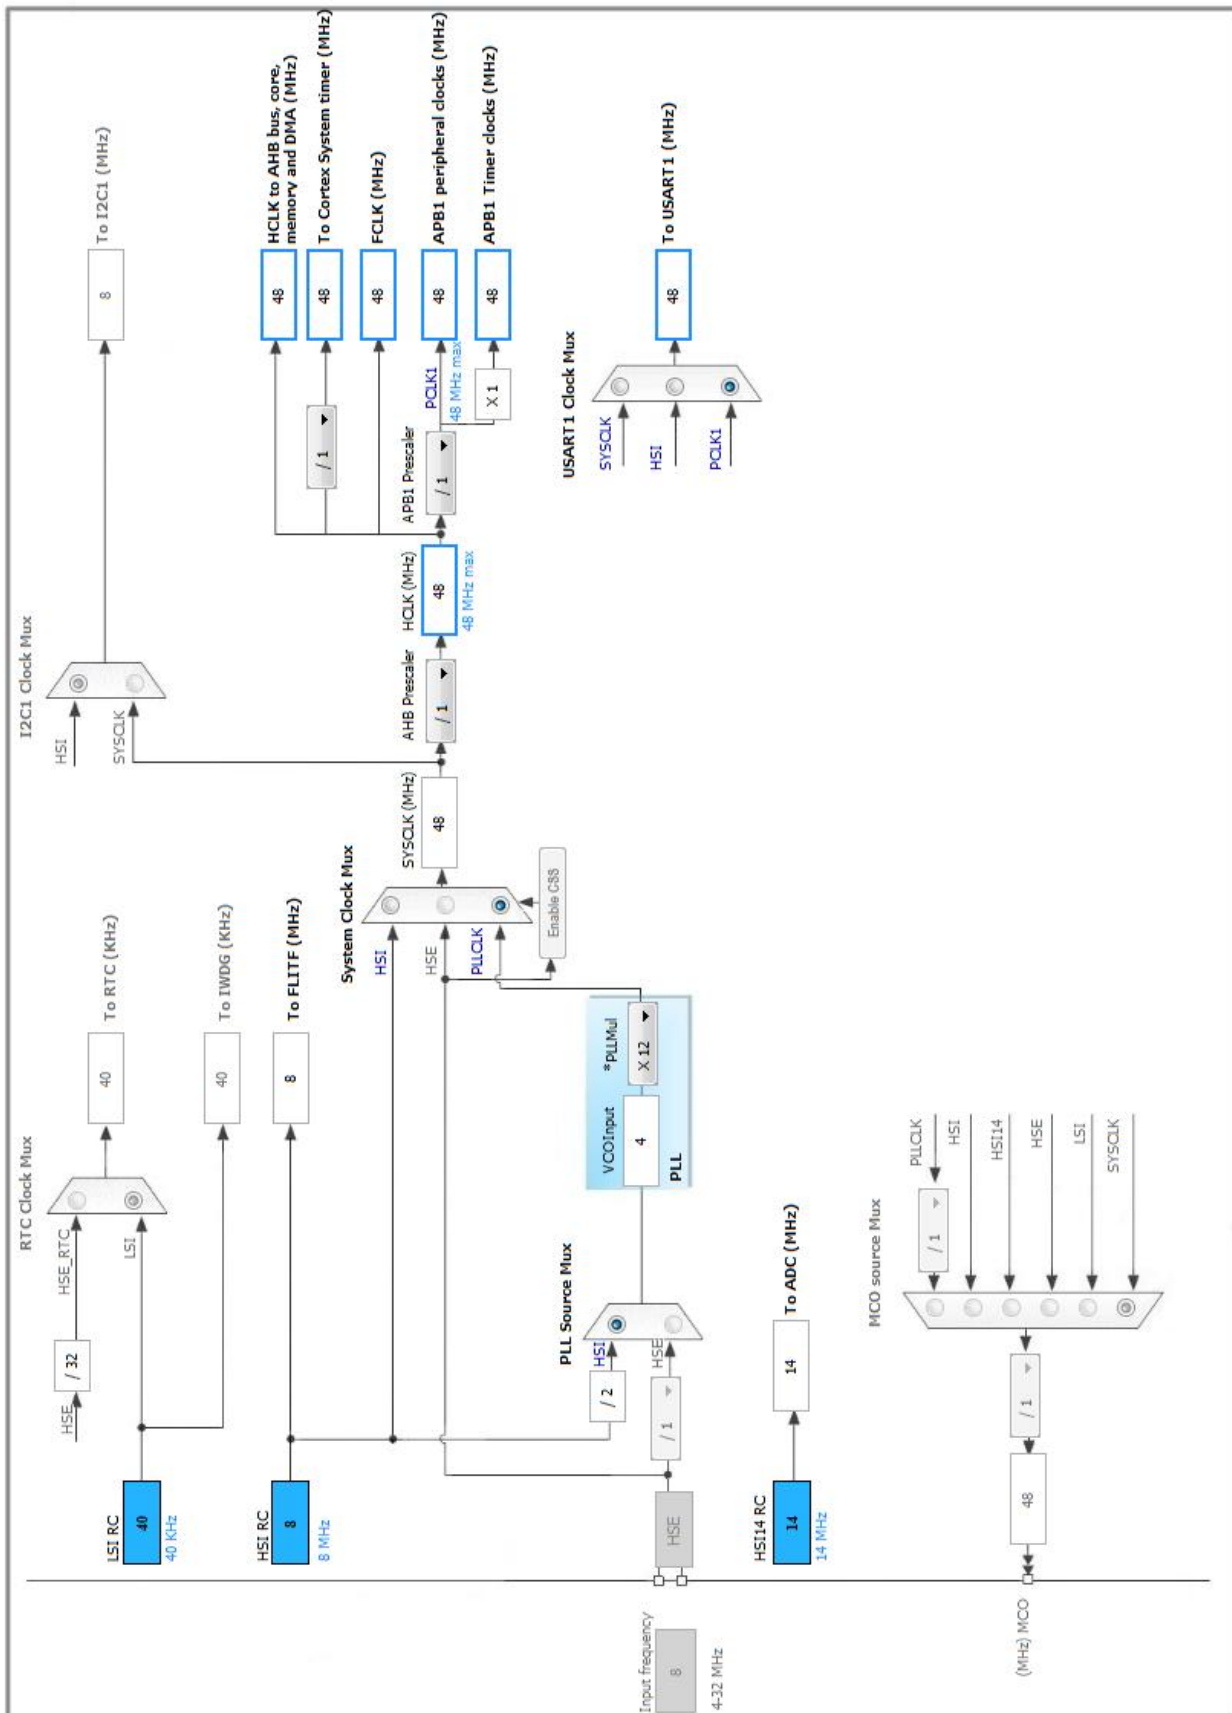 RTC Clock Mux
HSE
/ 32
HSE_RTC
LSI
40
To RTC (KHz)
LSI RC
40
40 KHz
40
To IWDG (KHz)
HSI RC
8
8 MHz
8
To FLITF (MHz)
I2C1 Clock Mux
HSI
SYSCLK
8
To I2C1 (MHz)
System Clock Mux
HSI
HSE
PLLCLK
SYSCLK (MHz)
48
Enable CSS
AHB Prescaler
/ 1
HCLK (MHz)
48
48 MHz max
48
HCLK to AHB bus, core,
memory and DMA (MHz)
/ 1
48
To Cortex System timer (MHz)
48
FCLK (MHz)
APB1 Prescaler
/ 1
PCLK1
48 MHz max
48
APB1 peripheral clocks (MHz)
X 1
48
APB1 Timer clocks (MHz)
PLL Source Mux
/ 2
HSI
HSE
/ 1
VCOInput
4
*PLLMul
X 12
PLL
Input frequency
8
4-32 MHz
HSE
USART1 Clock Mux
SYSCLK
HSI
PCLK1
48
To USART1 (MHz)
HSI14 RC
14
14 MHz
14
To ADC (MHz)
MCO source Mux
(MHz) MCO
48
/ 1
/ 1
PLLCLK
HSI
HSI14
HSE
LSI
SYSCLK